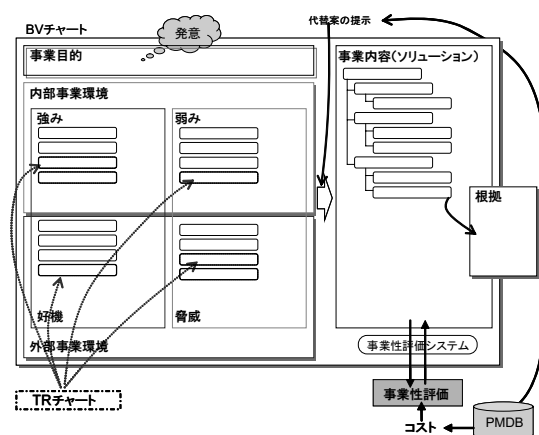 BVチャート
発意
代替案の提示
事業目的
事業内容(ソリューション)
内部事業環境
強み
弱み
根拠
好機
脅威
外部事業環境
事業性評価システム
TRチャート
事業性評価
コスト
PMDB